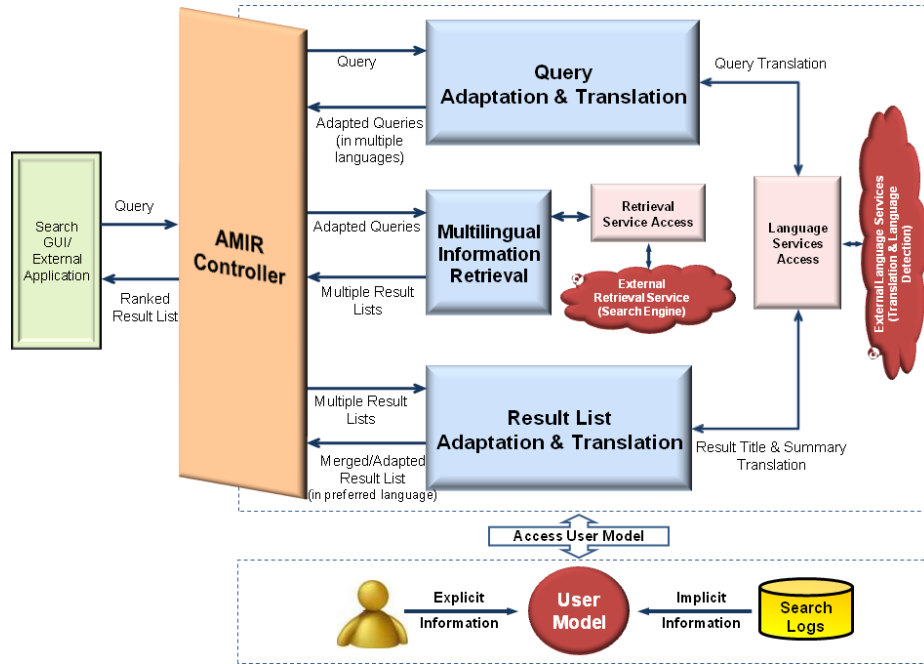 Search
GUI/
External
Application
Query
Ranked
Result List
AMIR
Controller
Query
Adapted Queries
(in multiple
languages)
Query
Adaptation & Translation
Query Translation
Adapted Queries
Multiple Result
Lists
Multilingual
Information
Retrieval
Retrieval
Service Access
External
Retrieval Service
(Search Engine)
Language
Services
Access
External Language Services
(Translation & Language
Detection)
Multiple Result
Lists
Merged/Adapted
Result List
(in preferred language)
Result List
Adaptation & Translation
Result Title & Summary
Translation
Access User Model
Explicit
Information
User
Model
Implicit
Information
Search
Logs